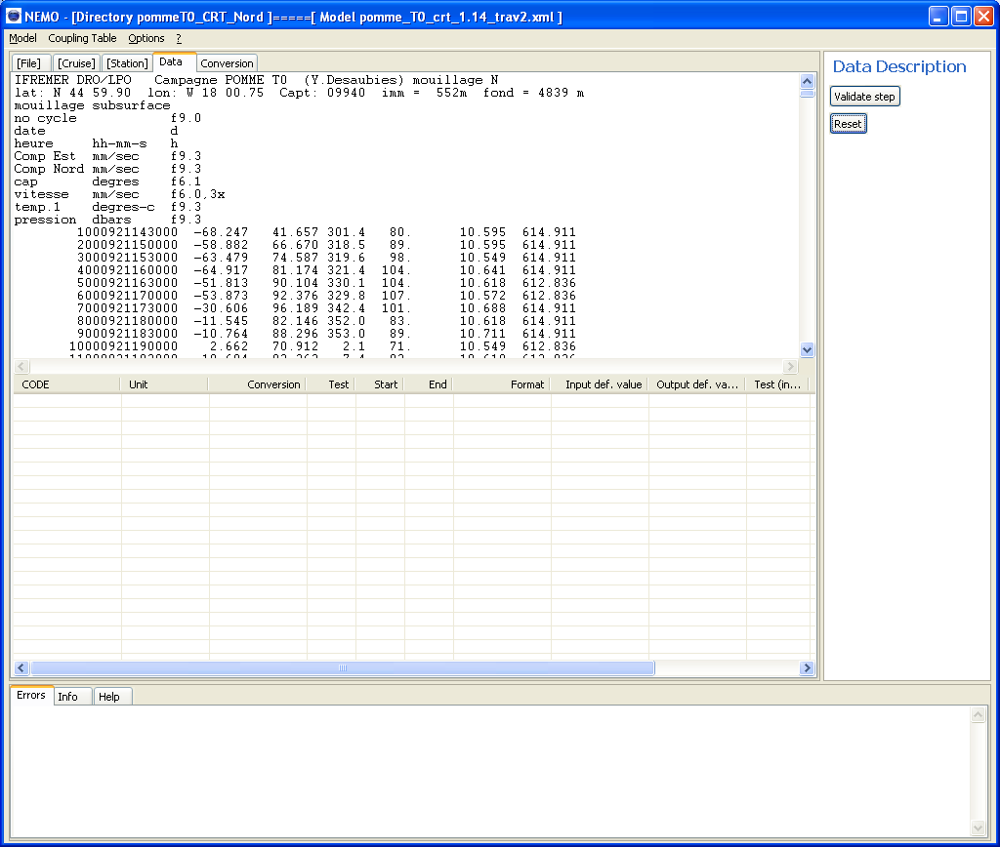 NEMO - [Directory pommeT0_CRT_Nord ]=====[ Model pomme_T0_crt_1.14_trav2.xml ]
Model Coupling Table Options ?
[File] [Cruise] [Station] Data Conversion
IFREMER DRO/LPO Campagne POMME T0 (Y.Desaubies) mouillage N
lat: N 44 59.90 lon: W 18 00.75 Capt: 09940 imm = 552m fond = 4839 m
mouillage subsurface
no cycle f9.0
date d
heure hh-mm-s h
Comp Est mm/sec f9.3
Comp Nord mm/sec f9.3
cap degres f6.1
vitesse mm/sec f6.0,3x
temp.1 degres-c f9.3
pression dbars f9.3
1000921143000 -68.247 41.657 301.4 80. 10.595 614.911
2000921150000 -58.882 66.670 318.5 89. 10.595 614.911
3000921153000 -63.479 74.587 319.6 98. 10.549 614.911
4000921160000 -64.917 81.174 321.4 104. 10.641 614.911
5000921163000 -51.813 90.104 330.1 104. 10.618 612.836
6000921170000 -53.873 92.376 329.8 107. 10.572 614.911
7000921173000 -30.606 96.189 342.4 101. 10.688 614.911
8000921180000 -11.545 82.146 352.0 83. 10.618 614.911
9000921183000 -10.764 88.296 353.0 89. 10.711 614.911
10000921190000 2.662 70.912 2.1 71. 10.549 612.836
CODE Unit Conversion Test Start End Format Input def. value Output def. va... Test (in...
Data Description
Validate step
Reset
Errors Info Help